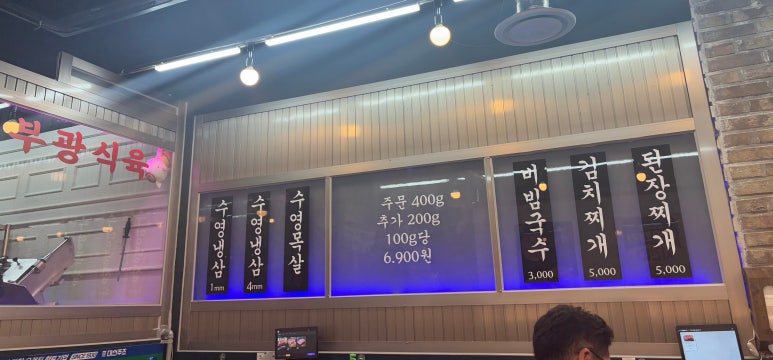 부광식육
수영냉삼
1mm
수영냉삼
4mm
수영목살
주문 400g
추가 200g
100g당
6.900원
비빔국수
3,000
김치찌개
5,000
된장찌개
5,000